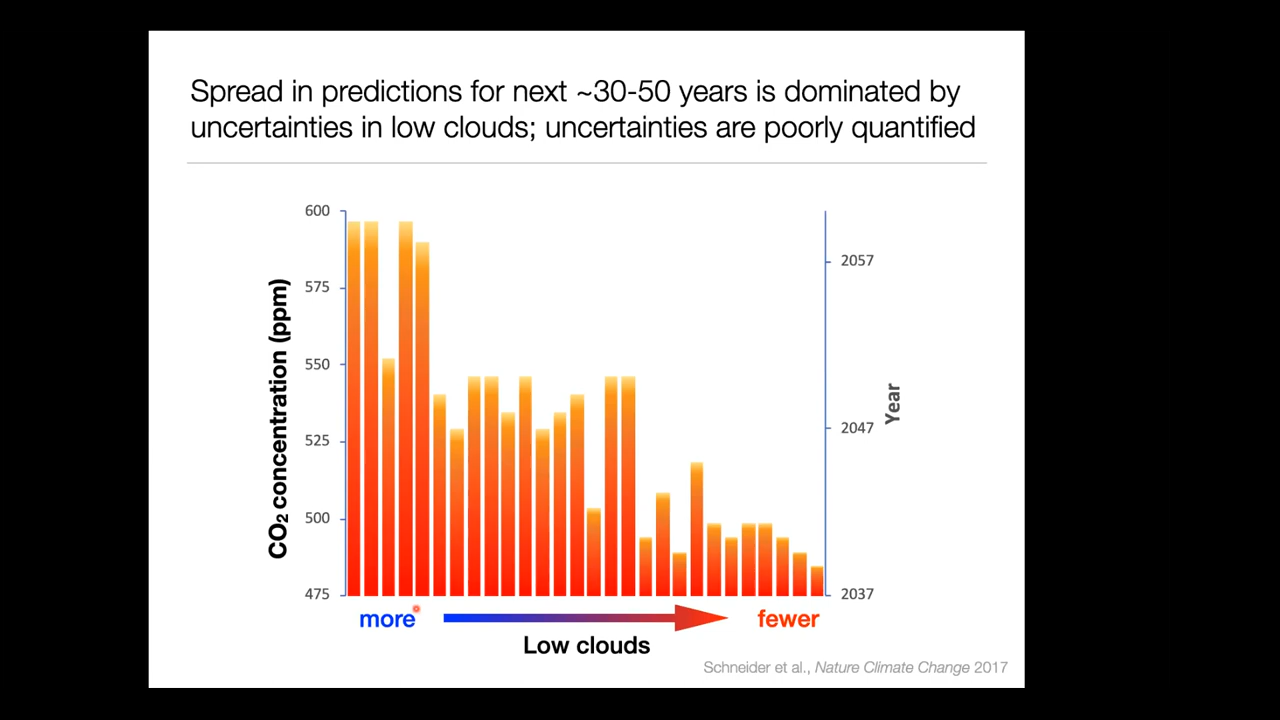 Spread in predictions for next ~30-50 years is dominated by
uncertainties in low clouds; uncertainties are poorly quantified
600
575
550
525
500
475
CO₂ concentration (ppm)
2057
2047
2037
Year
more
fewer
Low clouds
Schneider et al., Nature Climate Change 2017